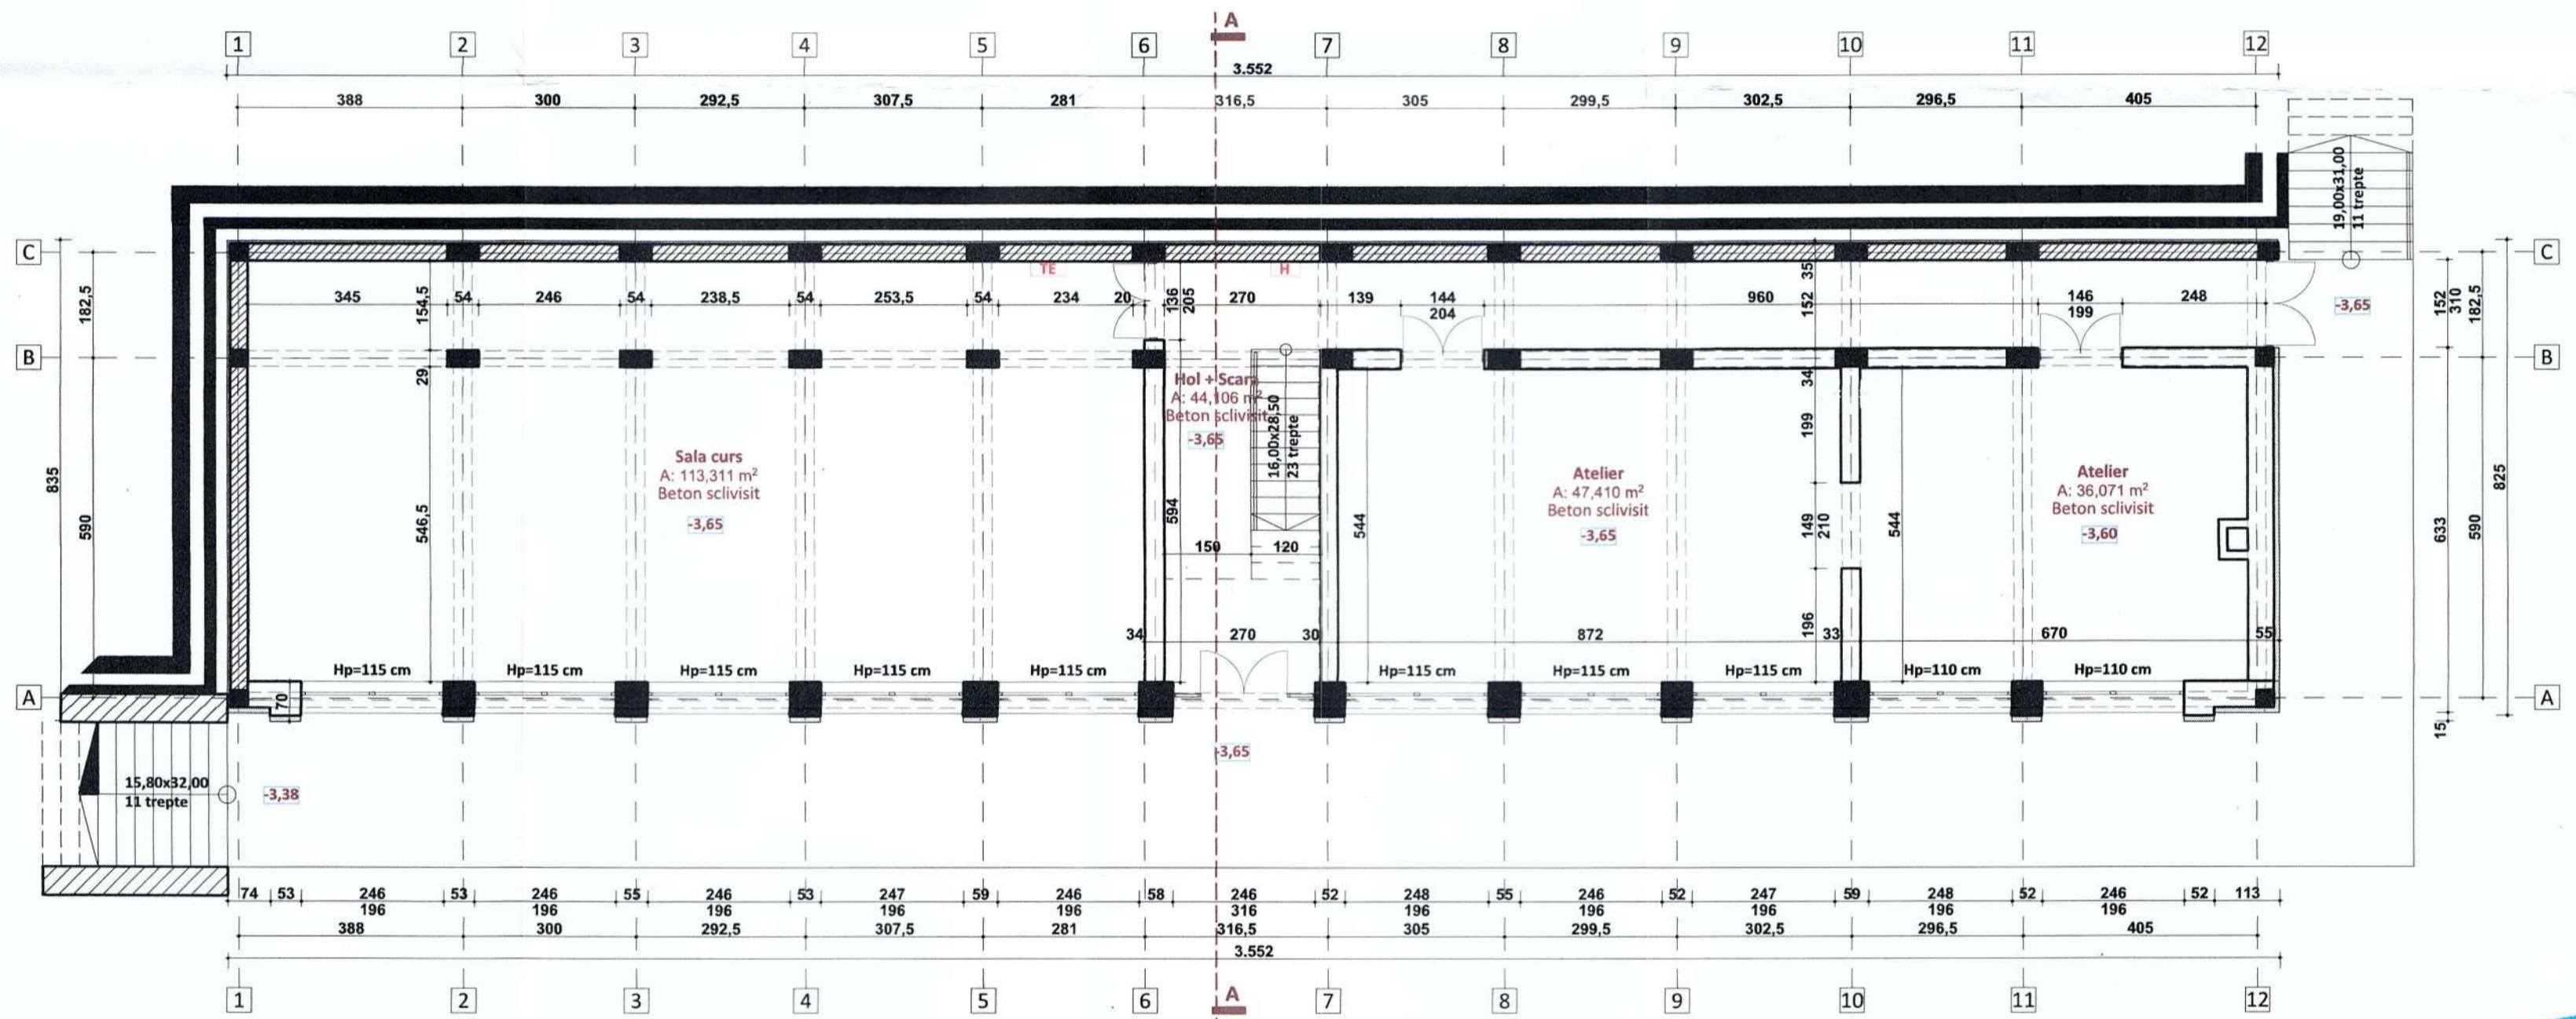 A
1 2 3 4 5 6 7 8 9 10 11 12
3.552
388 300 292,5 307,5 281 316,5 305 299,5 302,5 296,5 405
19,00x31,00
11 trepte
C C
TE H
35
182,5
154,5
345 54 246 54 238,5 54 253,5 54 234 20
136
205
270 139 144
204
152
960 146
199
248
-3,65
152
310
182,5
B B
29
34
Hol + Scara
A: 44,106 m²
Beton sclivisit
-3,65
16,00x28,50
23 trepte
199
Sala curs
A: 113,311 m²
Beton sclivisit
-3,65
Atelier
A: 47,410 m²
Beton sclivisit
-3,65
Atelier
A: 36,071 m²
Beton sclivisit
-3,60
835
590
546,5
594
150 120
544
149
210
544
633
590
825
196
34 270 30 872 33 670 55
Hp=115 cm Hp=115 cm Hp=115 cm Hp=115 cm Hp=115 cm Hp=115 cm Hp=115 cm Hp=115 cm Hp=110 cm Hp=110 cm
A A
70
15
-3,65
15,80x32,00
11 trepte
-3,38
74 53 246 53 246 55 246 53 247 59 246 58 246 52 248 55 246 52 247 59 248 52 246 52 113
196 196 196 196 196 316 196 196 196 196 196
388 300 292,5 307,5 281 316,5 305 299,5 302,5 296,5 405
3.552
1 2 3 4 5 6 A 7 8 9 10 11 12